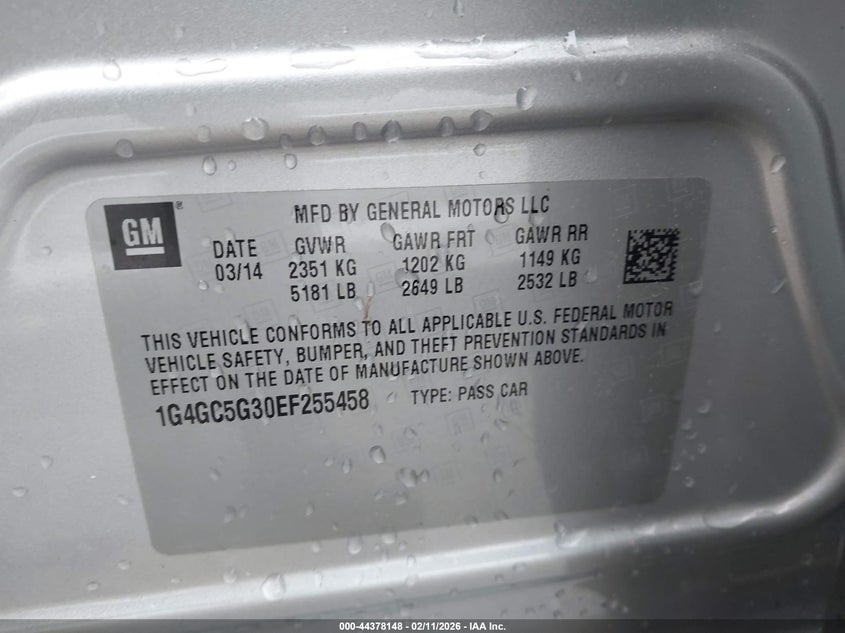 GM ®
MFD BY GENERAL MOTORS LLC
DATE GVWR GAWR FRT GAWR RR
03/14 2351 KG 1202 KG 1149 KG
5181 LB 2649 LB 2532 LB
THIS VEHICLE CONFORMS TO ALL APPLICABLE U.S. FEDERAL MOTOR
VEHICLE SAFETY, BUMPER, AND THEFT PREVENTION STANDARDS IN
EFFECT ON THE DATE OF MANUFACTURE SHOWN ABOVE.
1G4GC5G30EF255458 TYPE: PASS CAR
000-44378148 - 02/11/2026 - IAA Inc.